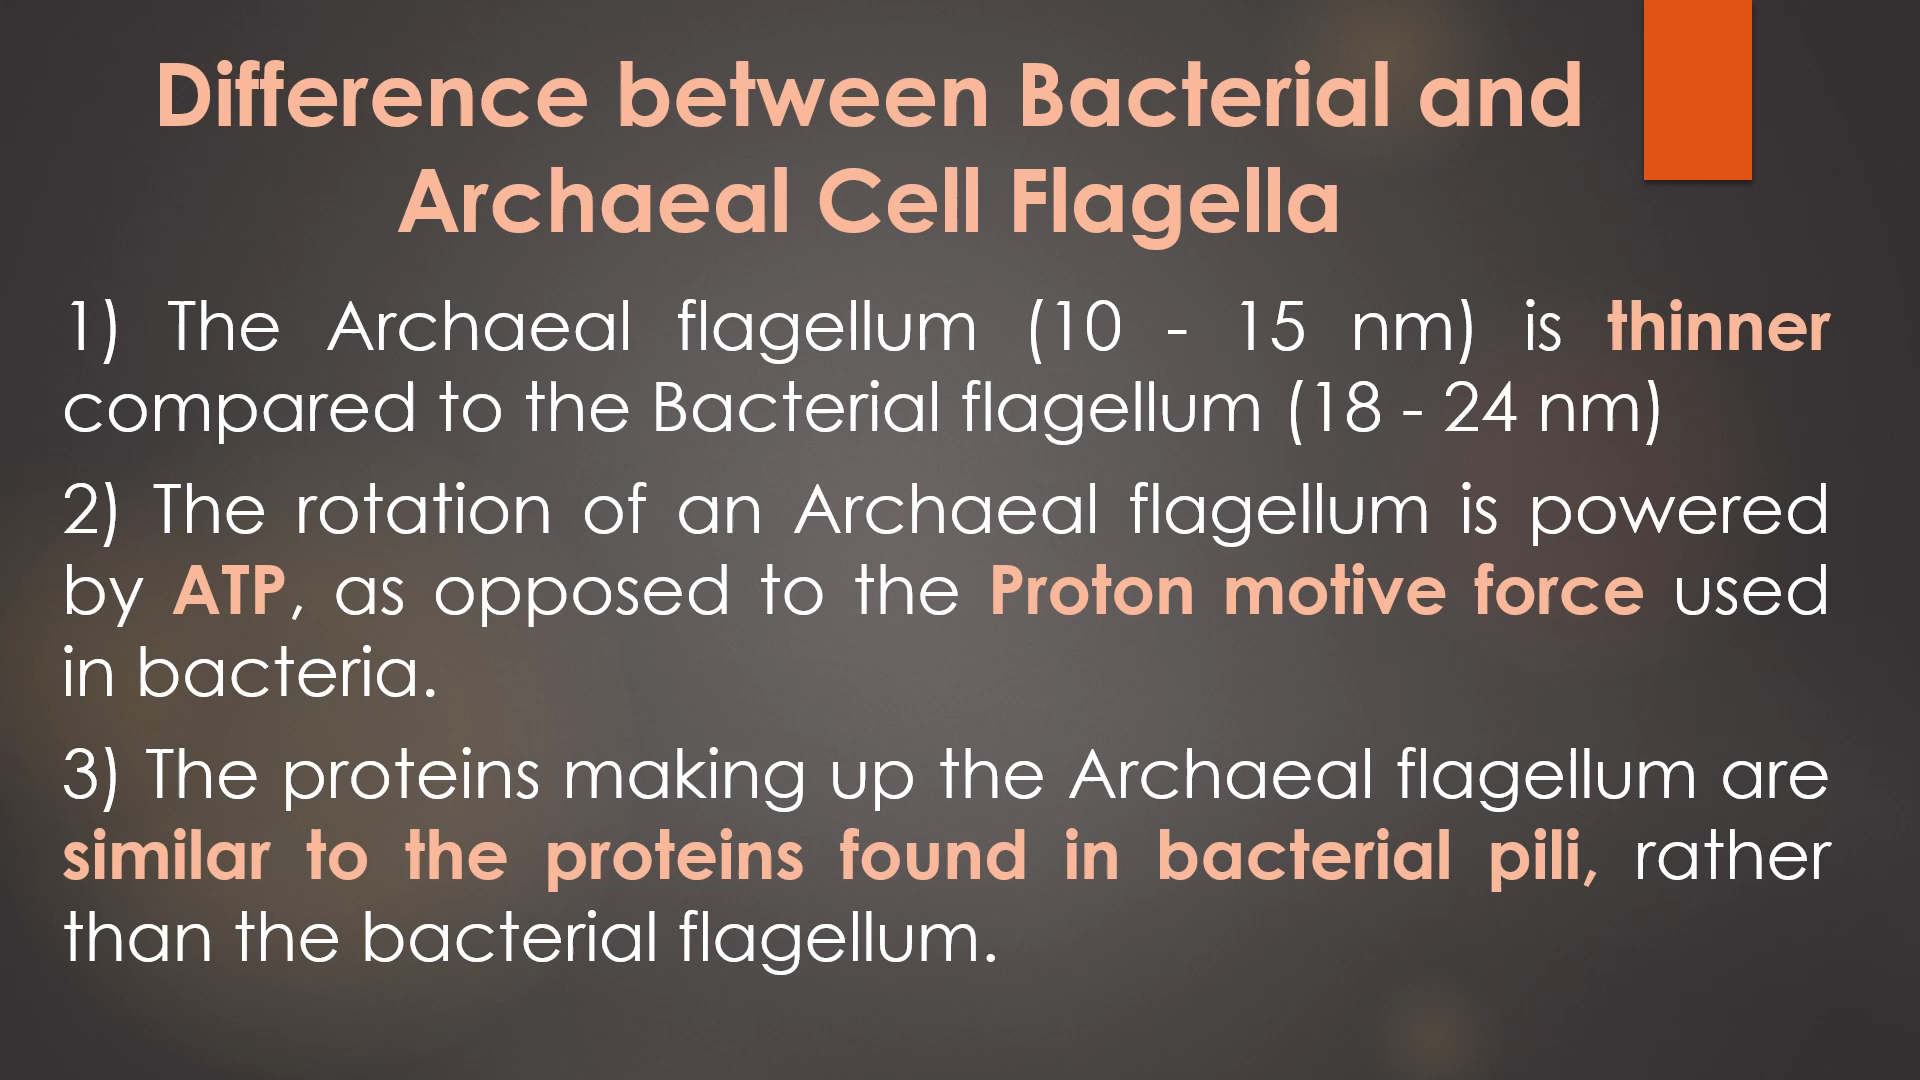 Difference between Bacterial and
Archaeal Cell Flagella
1) The Archaeal flagellum (10 - 15 nm) is thinner
compared to the Bacterial flagellum (18 - 24 nm)
2) The rotation of an Archaeal flagellum is powered
by ATP, as opposed to the Proton motive force used
in bacteria.
3) The proteins making up the Archaeal flagellum are
similar to the proteins found in bacterial pili, rather
than the bacterial flagellum.